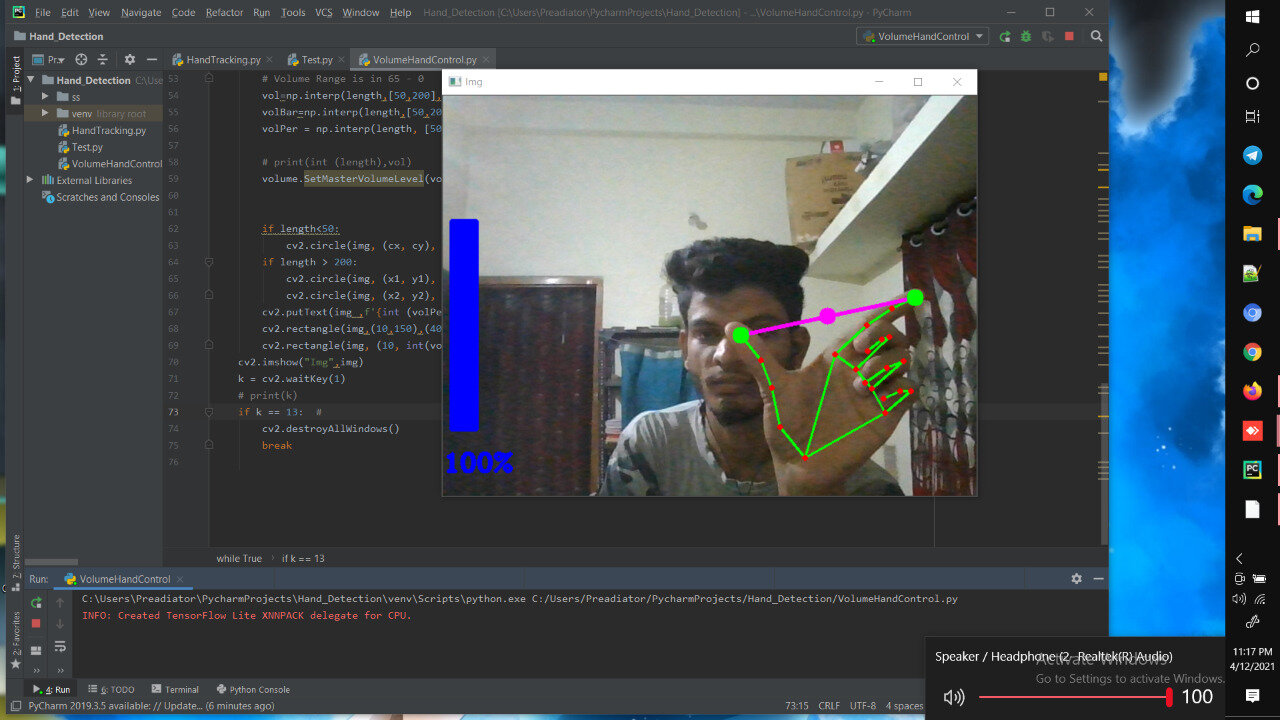 File Edit View Navigate Code Refactor Run Tools VCS Window Help Hand_Detection [C:\Users\Preadiator\PycharmProjects\Hand_Detection] - ...\VolumeHandControl.py - PyCharm
Hand_Detection VolumeHandControl
1: Project Pr... HandTracking.py Test.py VolumeHandControl.py
Hand_Detection C:\Use
ss
venv library root
HandTracking.py
Test.py
VolumeHandControl
External Libraries
Scratches and Consoles
53 # Volume Range is in 65 - 0
54 vol=np.interp(length,[50,200],
55 volBar=np.interp(length,[50,20
56 volPer = np.interp(length, [50
57
58 # print(int (length),vol)
59 volume.SetMasterVolumeLevel(vo
60
61
62 if length<50:
63 cv2.circle(img, (cx, cy),
64 if length > 200:
65 cv2.circle(img, (x1, y1),
66 cv2.circle(img, (x2, y2),
67 cv2.putText(img ,f'{int (volPe
68 cv2.rectangle(img,(10,150),(40
69 cv2.rectangle(img, (10, int(vo
70 cv2.imshow("Img",img)
71 k = cv2.waitKey(1)
72 # print(k)
73 if k == 13: #
74 cv2.destroyAllWindows()
75 break
76
Img
100%
while True if k == 13
Run: VolumeHandControl
C:\Users\Preadiator\PycharmProjects\Hand_Detection\venv\Scripts\python.exe C:/Users/Preadiator/PycharmProjects/Hand_Detection/VolumeHandControl.py
INFO: Created TensorFlow Lite XNNPACK delegate for CPU.
Z: Structure
2: Favorites
4: Run 6: TODO Terminal Python Console
PyCharm 2019.3.5 available: // Update... (6 minutes ago) 73:15 CRLF UTF-8 4 spaces
Speaker / Headphone (2- Realtek(R) Audio)
Activate Windows
Go to Settings to activate Windows.
100
PC
11:17 PM
4/12/2021